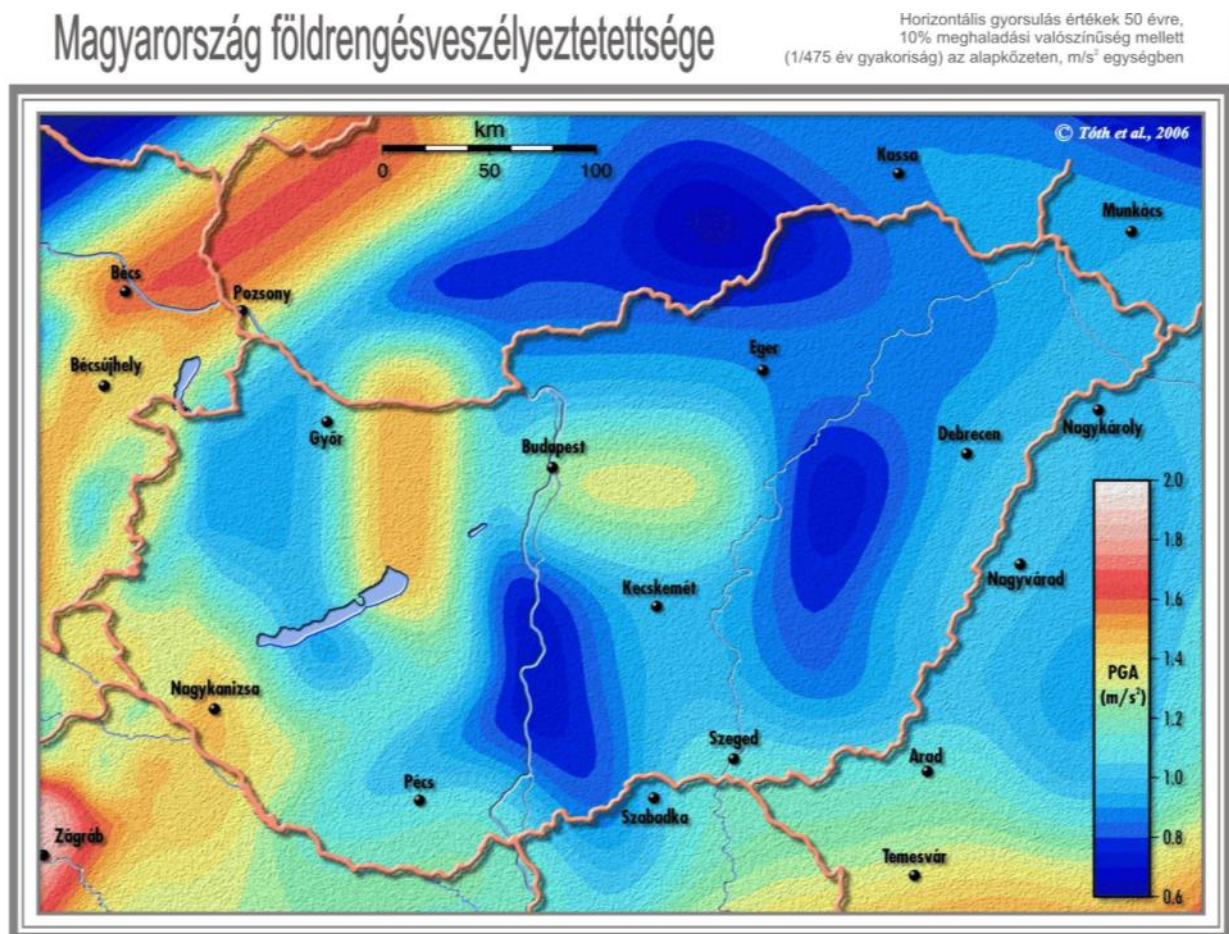 Magyarország földrengésveszélyeztetettsége
Horizontális gyorsulás értékek 50 évre,
10% meghaladási valószínűség mellett
(1/475 év gyakoriság) az alapkőzeten, m/s² egységben
km
0 50 100
© Tóth et al., 2006
Kassa
Munkács
Bécs
Pozsony
Bécsújhely
Eger
Győr
Budapest
Debrecen
Nagykároly
Kecskemét
Nagyvárad
Nagykanizsa
Szeged
Arad
Pécs
Szabadka
Zágráb
Temesvár
2.0
1.8
1.6
1.4
PGA
(m/s²)
1.2
1.0
0.8
0.6